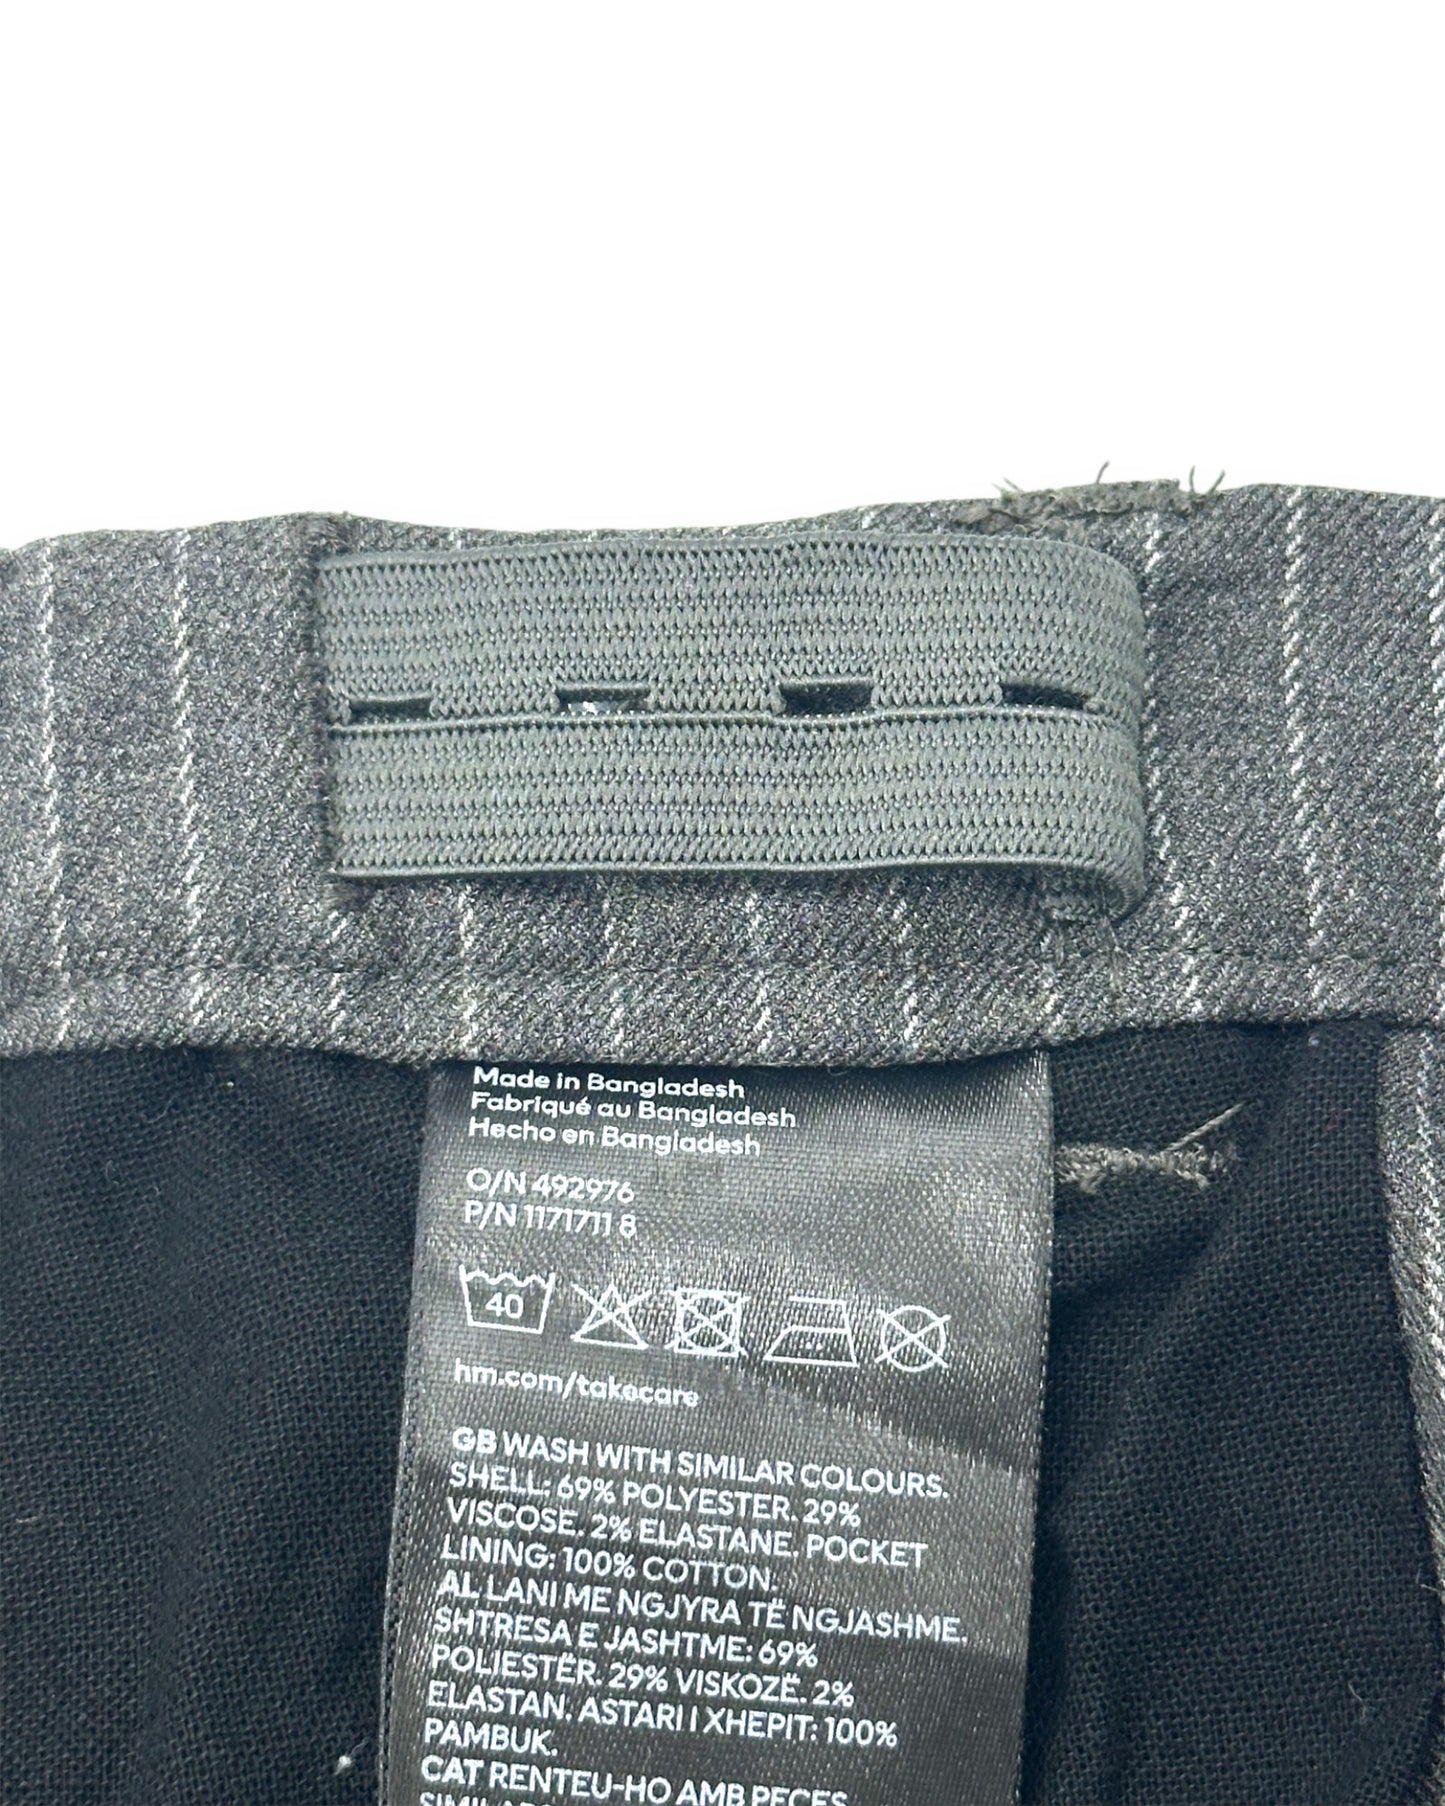 Made in Bangladesh
Fabriqué au Bangladesh
Hecho en Bangladesh
O/N 492976
P/N 1171711 8
40
hm.com/takecare
GB WASH WITH SIMILAR COLOURS.
SHELL: 69% POLYESTER. 29%
VISCOSE. 2% ELASTANE. POCKET
LINING: 100% COTTON.
AL LANI ME NGJYRA TË NGJASHME.
SHTRESA E JASHTME: 69%
POLIESTËR. 29% VISKOZË. 2%
ELASTAN. ASTARI I XHEPIT: 100%
PAMBUK.
CAT RENTEU-HO AMB PECES